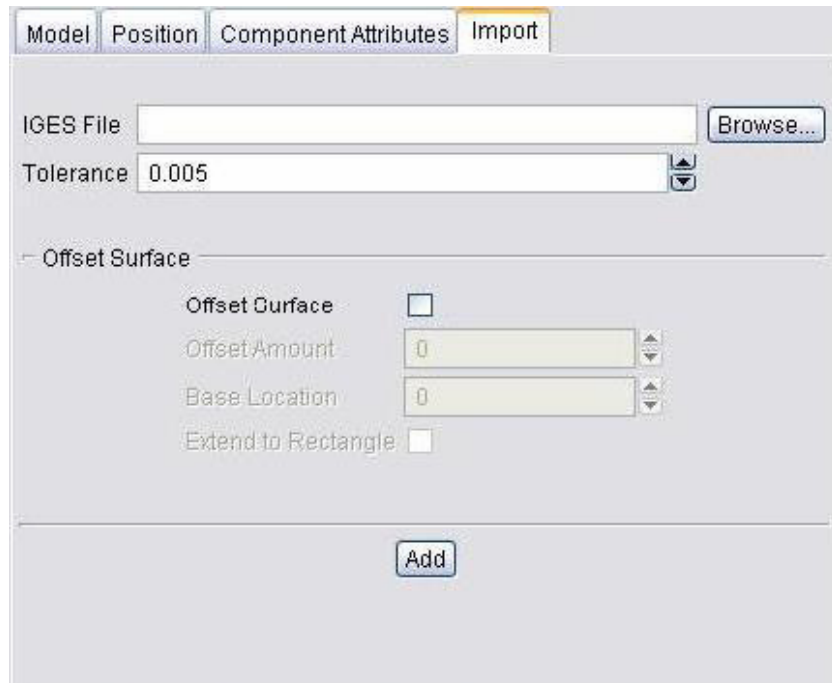 Model Position Component Attributes Import
IGES File Browse...
Tolerance 0.005
Offset Surface
Offset Surface
Offset Amount 0
Base Location 0
Extend to Rectangle
Add